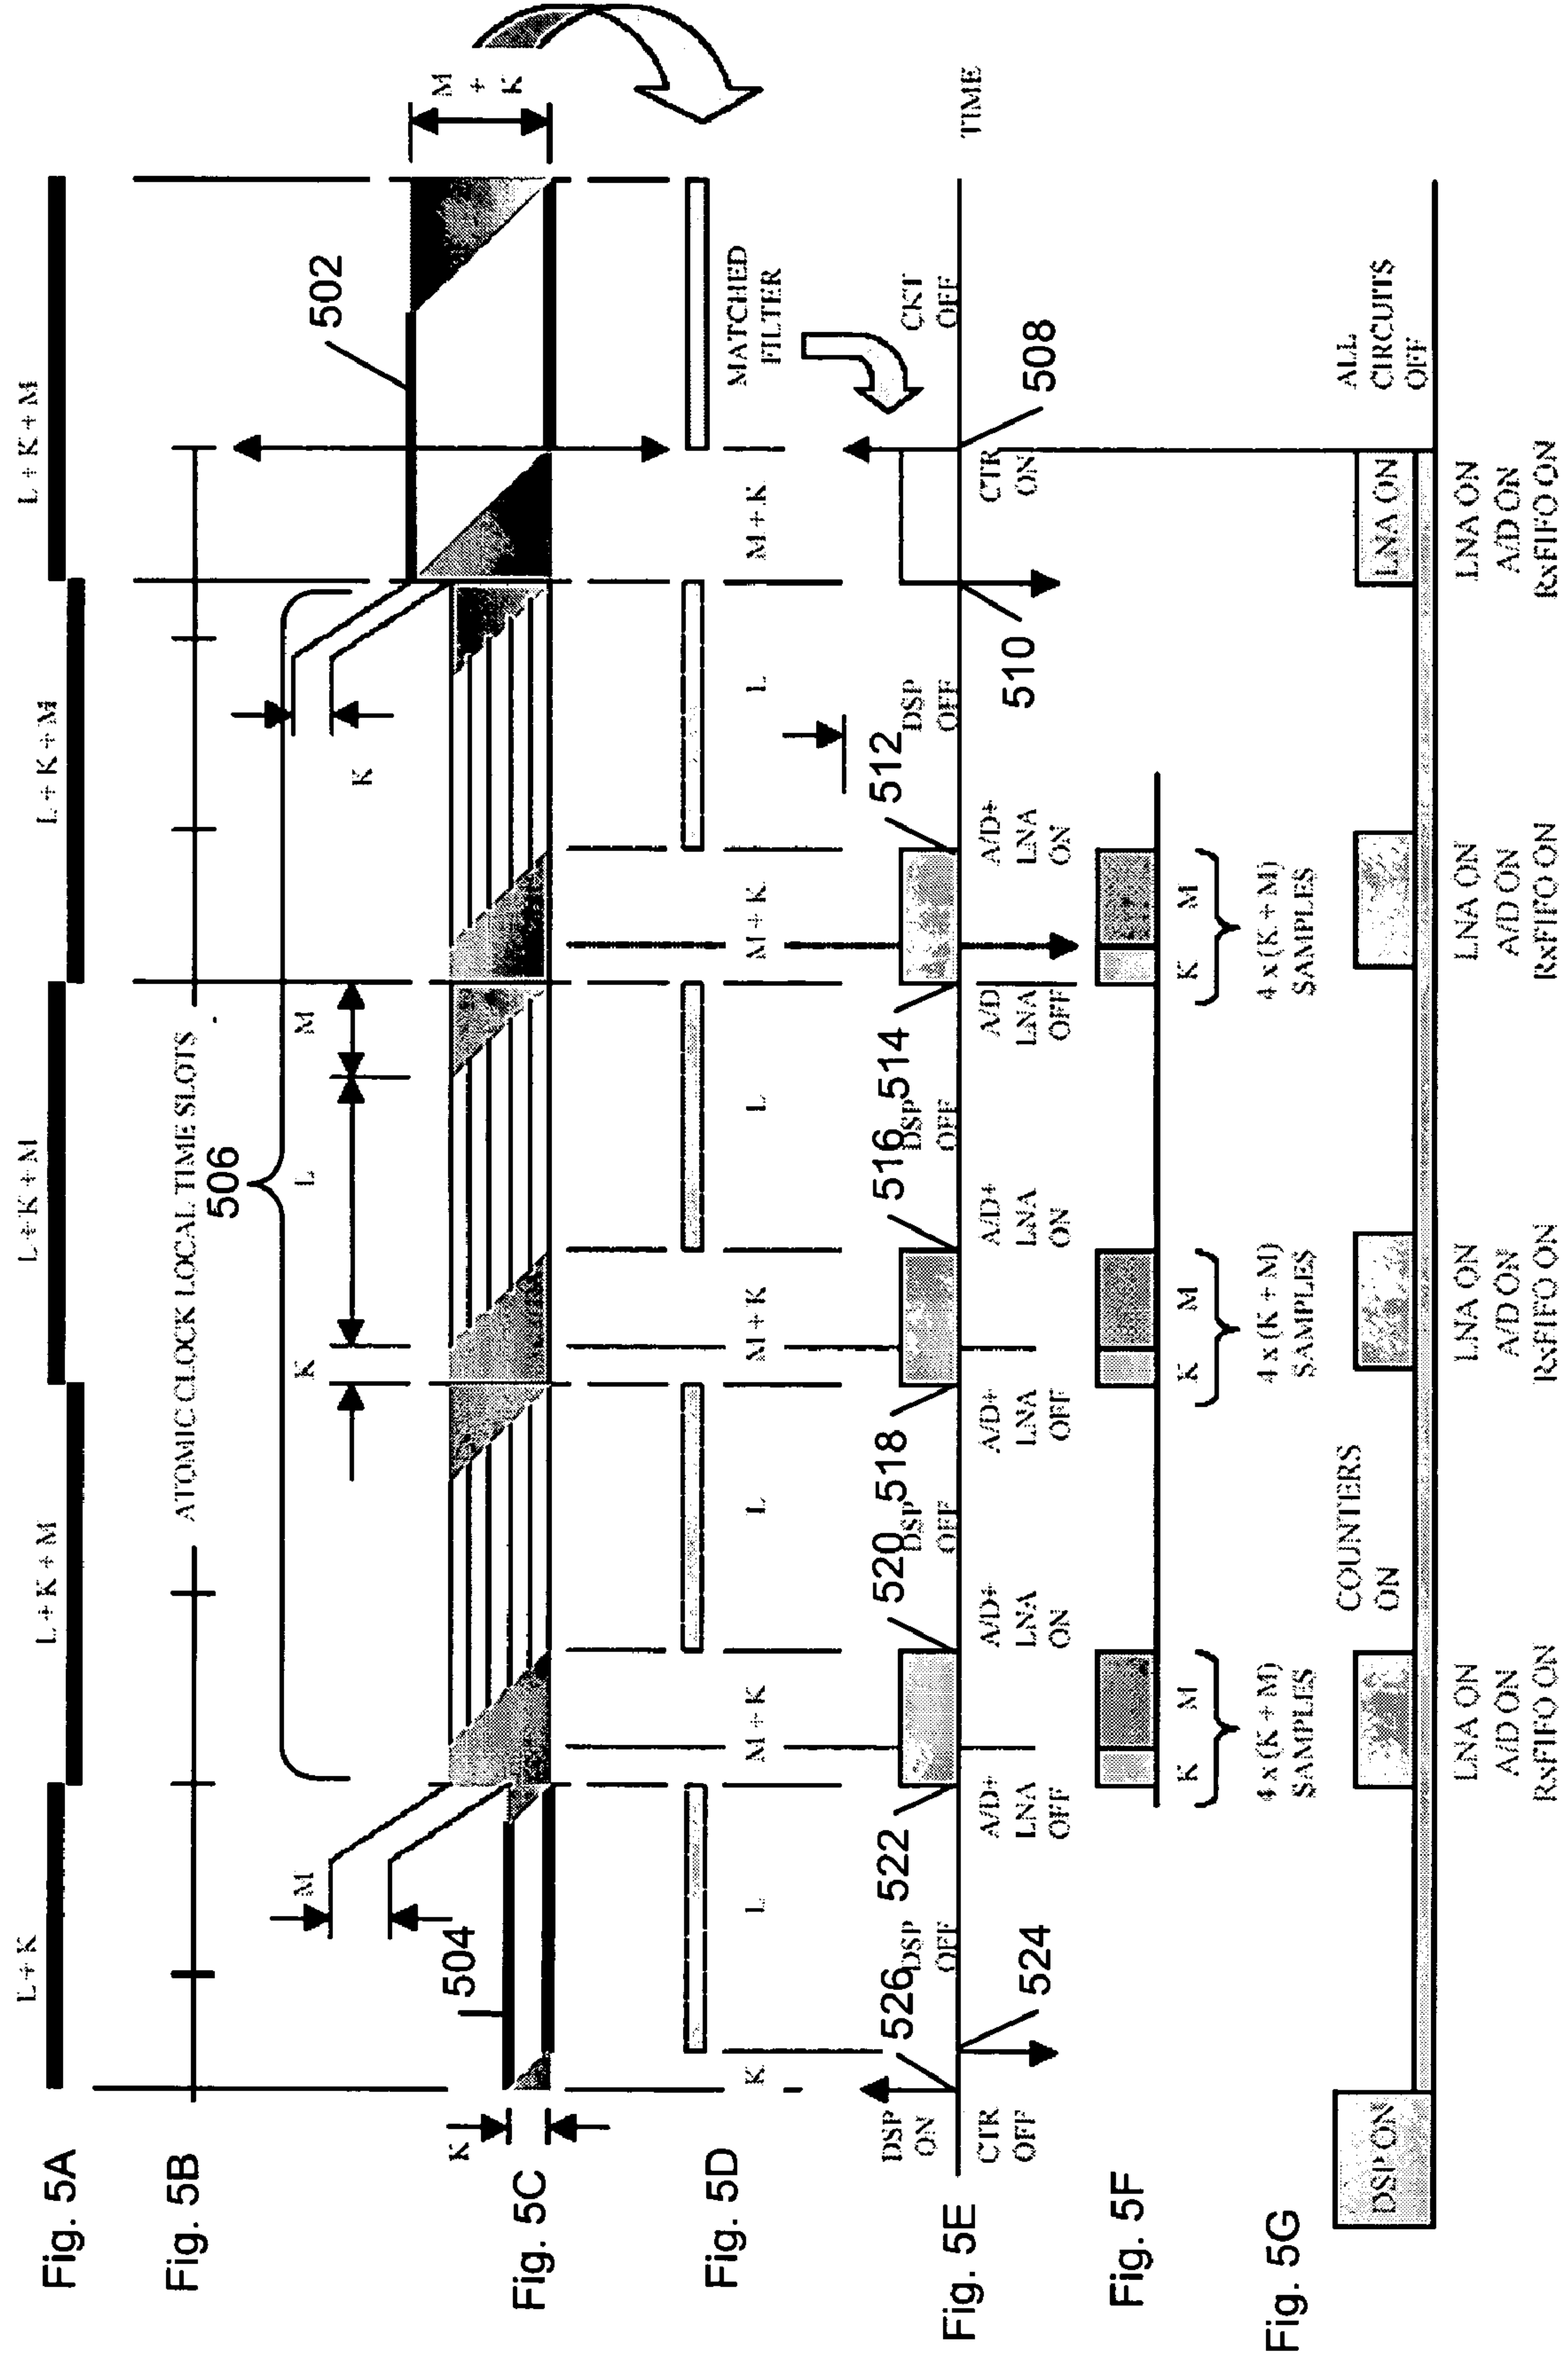 Fig. 5A
L + K
L + K + M
L + K + M
L + K + M
L + K + M
Fig. 5B
ATOMIC CLOCK LOCAL TIME SLOTS
506
502
M
K
L
M
K
504
K
M
+
K
Fig. 5C
Fig. 5D
K
L
M + K
L
M + K
L
M + K
L
M + K
MATCHED
FILTER
526
522
520
518
516
514
512
DSP
ON
DSP
OFF
DSP
OFF
DSP
OFF
DSP
OFF
CKT
OFF
Fig. 5E
TIME
CTR
OFF
524
A/D+
LNA
OFF
A/D+
LNA
ON
A/D+
LNA
OFF
A/D+
LNA
ON
A/D
LNA
OFF
A/D+
LNA
ON
510
CTR
ON
508
Fig. 5F
K M
K M
K M
4 x (K + M)
SAMPLES
4 x (K + M)
SAMPLES
4 x (K + M)
SAMPLES
Fig. 5G
COUNTERS
ON
ALL
CIRCUITS
OFF
DSP ON
LNA ON
LNA ON
A/D ON
RxFIFO ON
LNA ON
A/D ON
RxFIFO ON
LNA ON
A/D ON
RxFIFO ON
LNA ON
A/D ON
RxFIFO ON